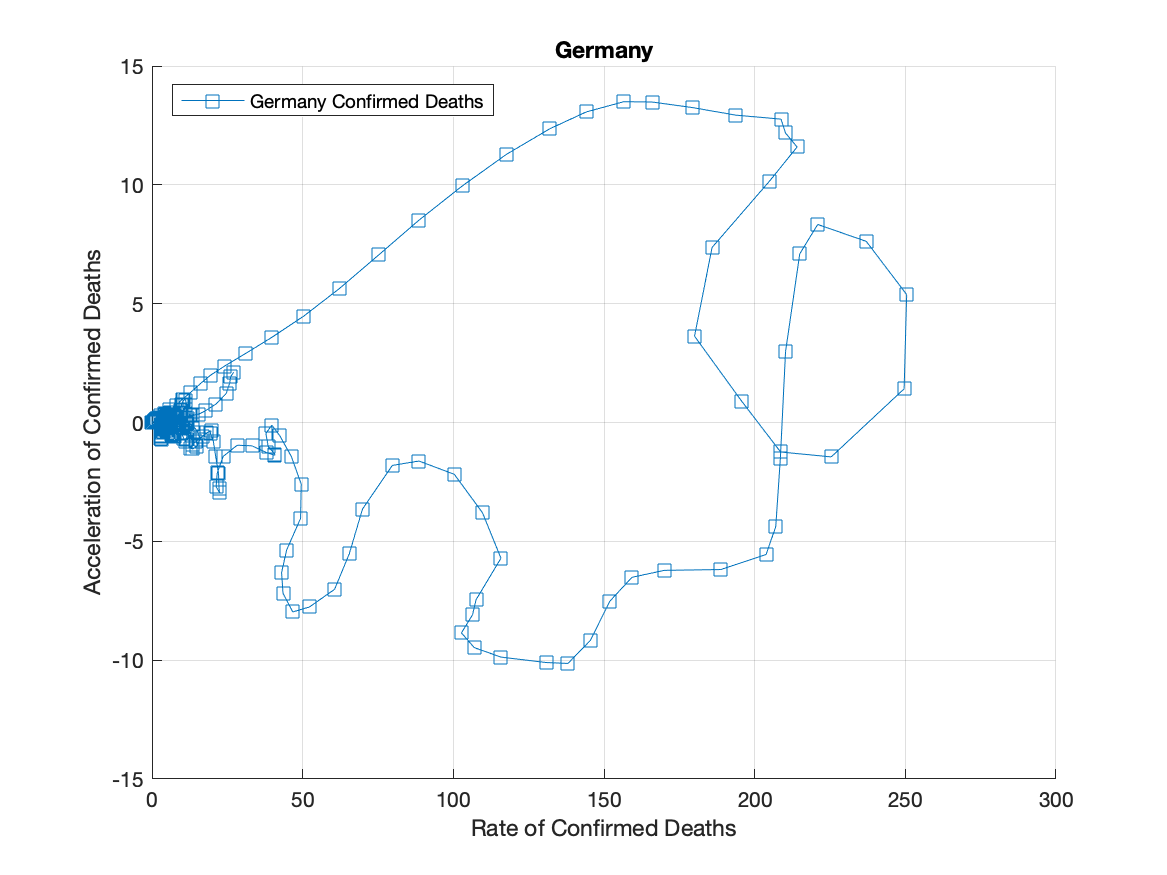 Germany
Germany Confirmed Deaths
15
10
5
0
-5
-10
-15
Acceleration of Confirmed Deaths
0 50 100 150 200 250 300
Rate of Confirmed Deaths